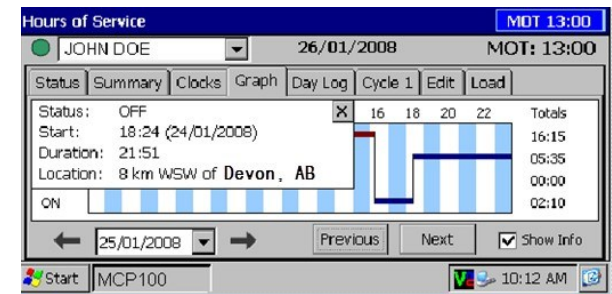 Hours of Service MDT 13:00
JOHN DOE 26/01/2008 MOT: 13:00
Status Summary Clocks Graph Day Log Cycle 1 Edit Load
Status: OFF X 16 18 20 22 Totals
Start: 18:24 (24/01/2008) 16:15
Duration: 21:51 05:35
Location: 8 km WSW of Devon, AB 00:00
ON 02:10
25/01/2008 Previous Next Show Info
Start MCP100 10:12 AM